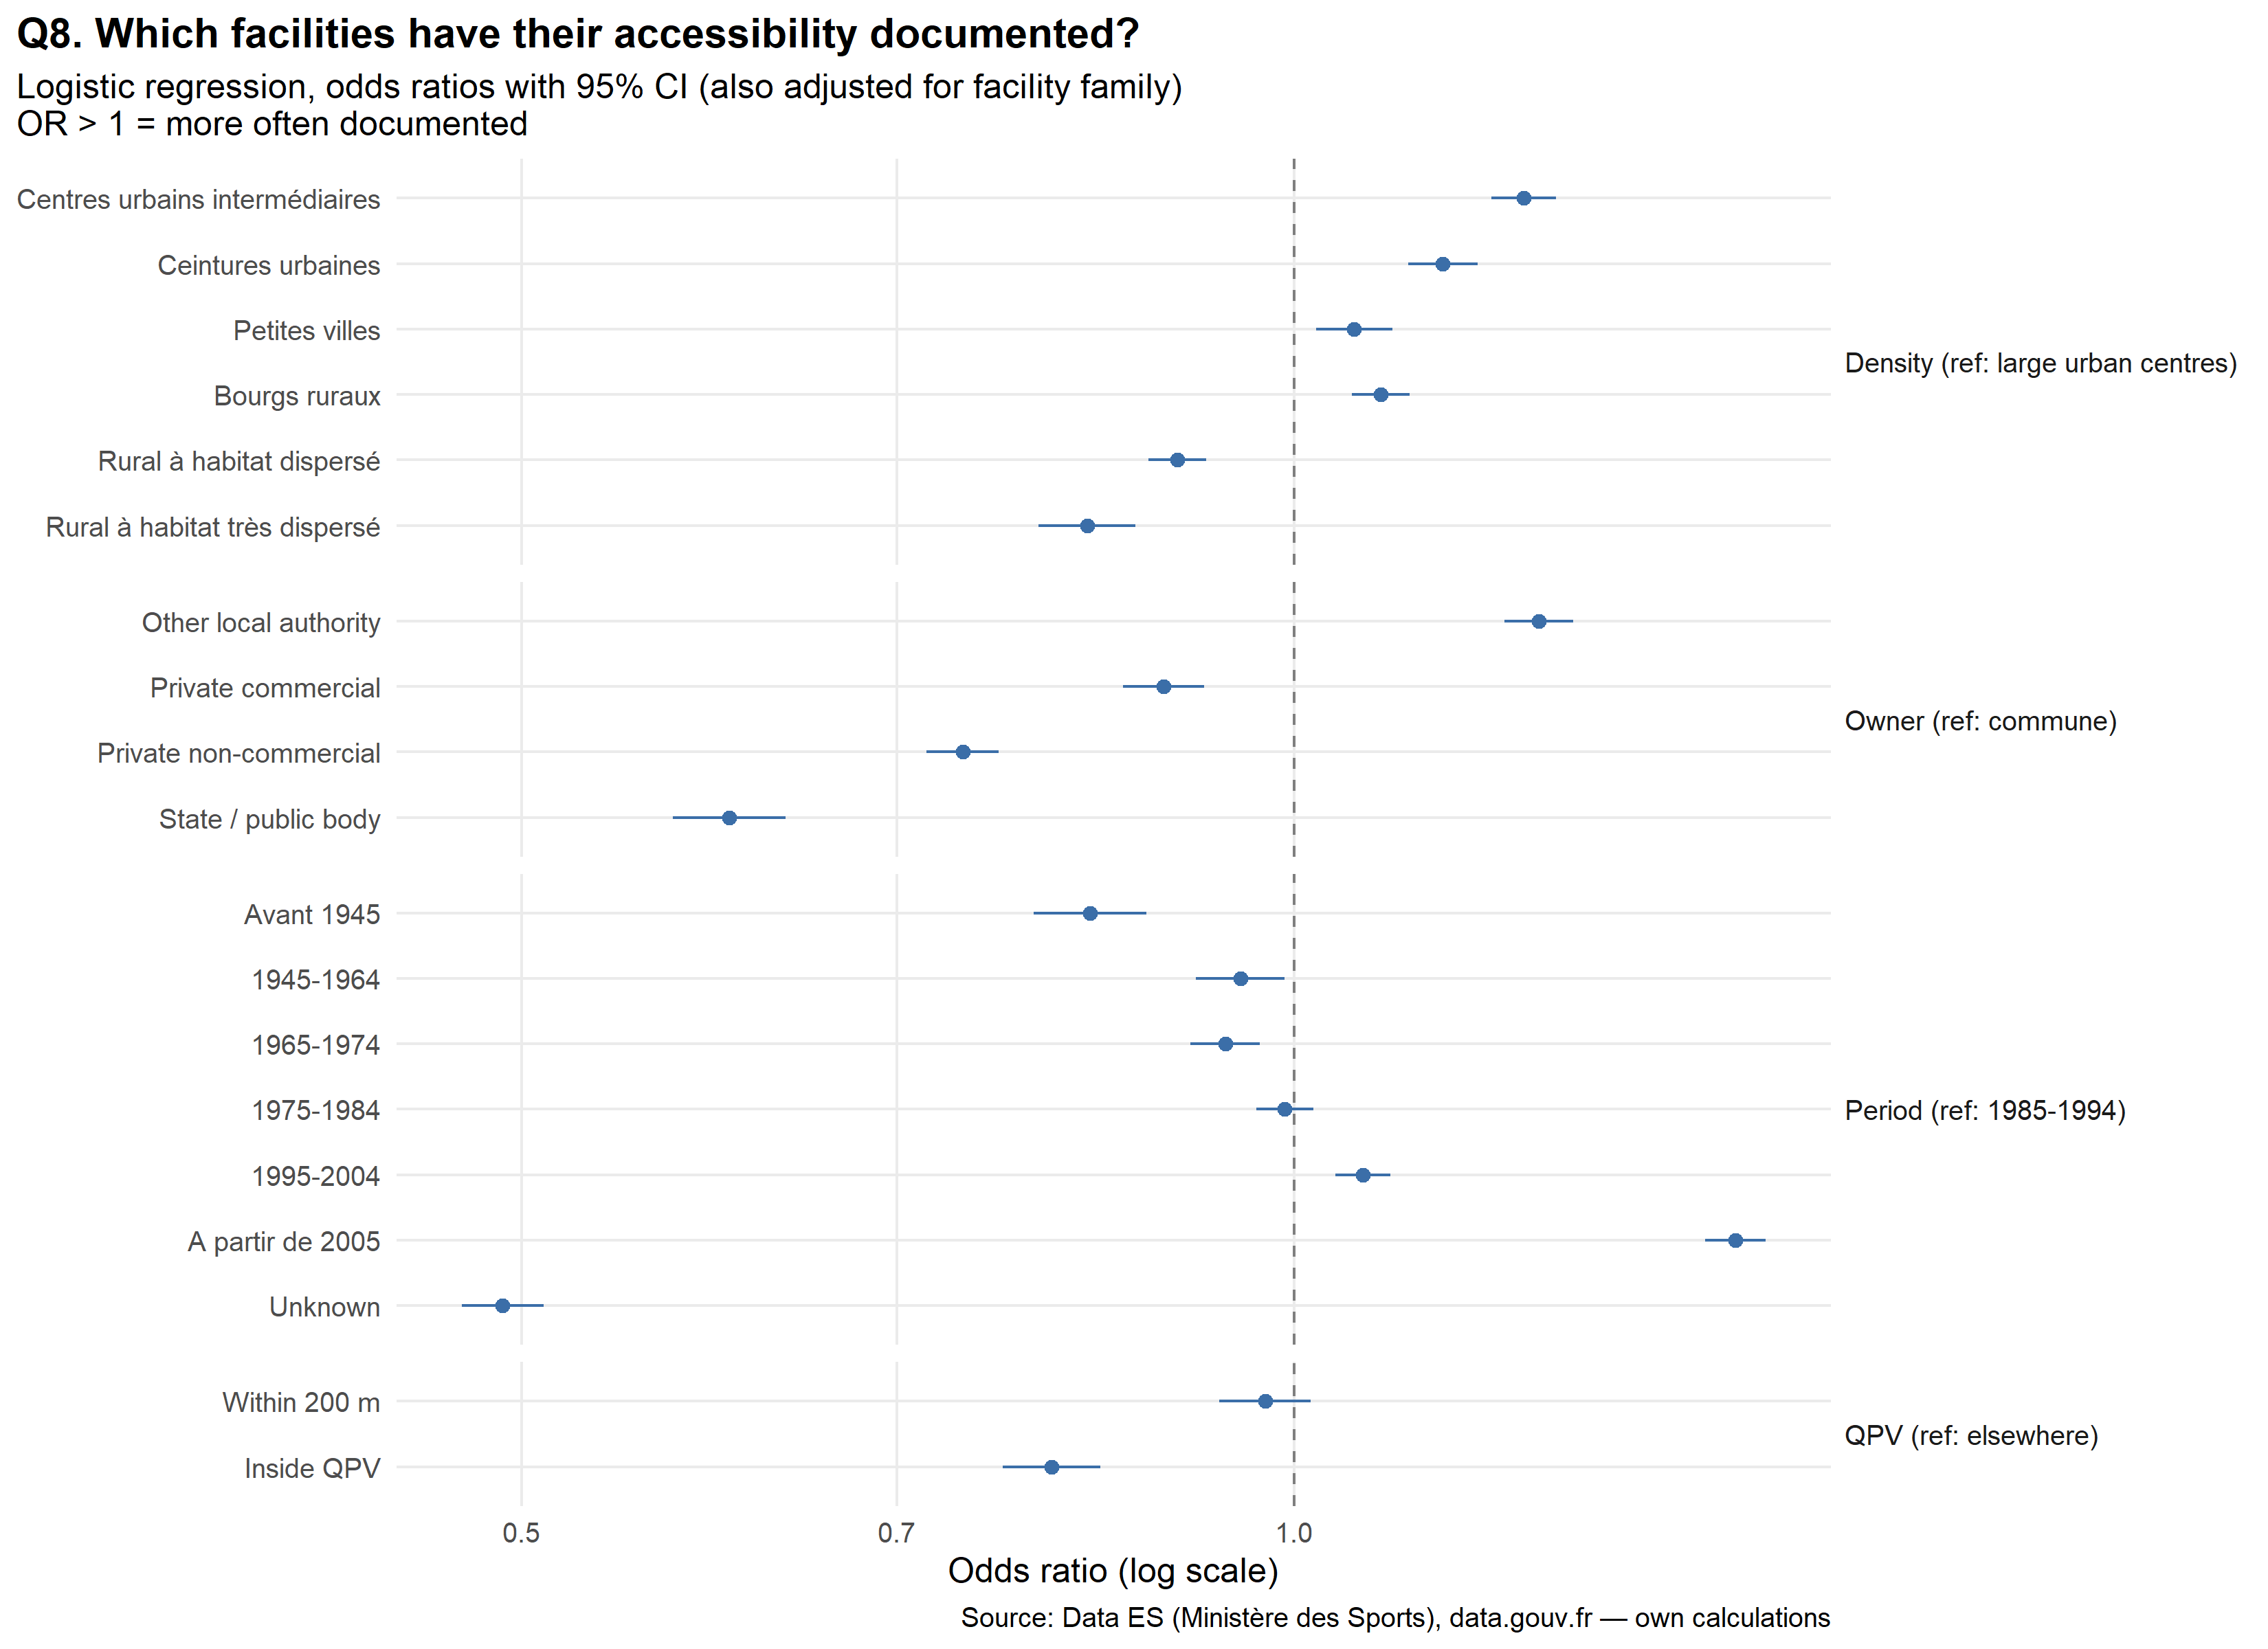 Q8. Which facilities have their accessibility documented?
Logistic regression, odds ratios with 95% CI (also adjusted for facility family)
OR > 1 = more often documented
Centres urbains intermédiaires
Ceintures urbaines
Petites villes
Bourgs ruraux
Rural à habitat dispersé
Rural à habitat très dispersé
Density (ref: large urban centres)
Other local authority
Private commercial
Private non-commercial
State / public body
Owner (ref: commune)
Avant 1945
1945-1964
1965-1974
1975-1984
1995-2004
A partir de 2005
Unknown
Period (ref: 1985-1994)
Within 200 m
Inside QPV
QPV (ref: elsewhere)
0.5 0.7 1.0
Odds ratio (log scale)
Source: Data ES (Ministère des Sports), data.gouv.fr — own calculations